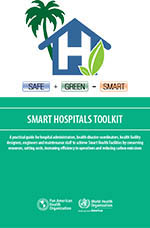 H
SAFE + GREEN = SMART
SMART HOSPITALS TOOLKIT
A practical guide for hospital administrators, health disaster coordinators, health facility
designers, engineers and maintenance staff to achieve Smart Health Facilities by conserving
resources, cutting costs, increasing efficiency in operations and reducing carbon emissions
Pan American
Health
Organization
World Health
Organization